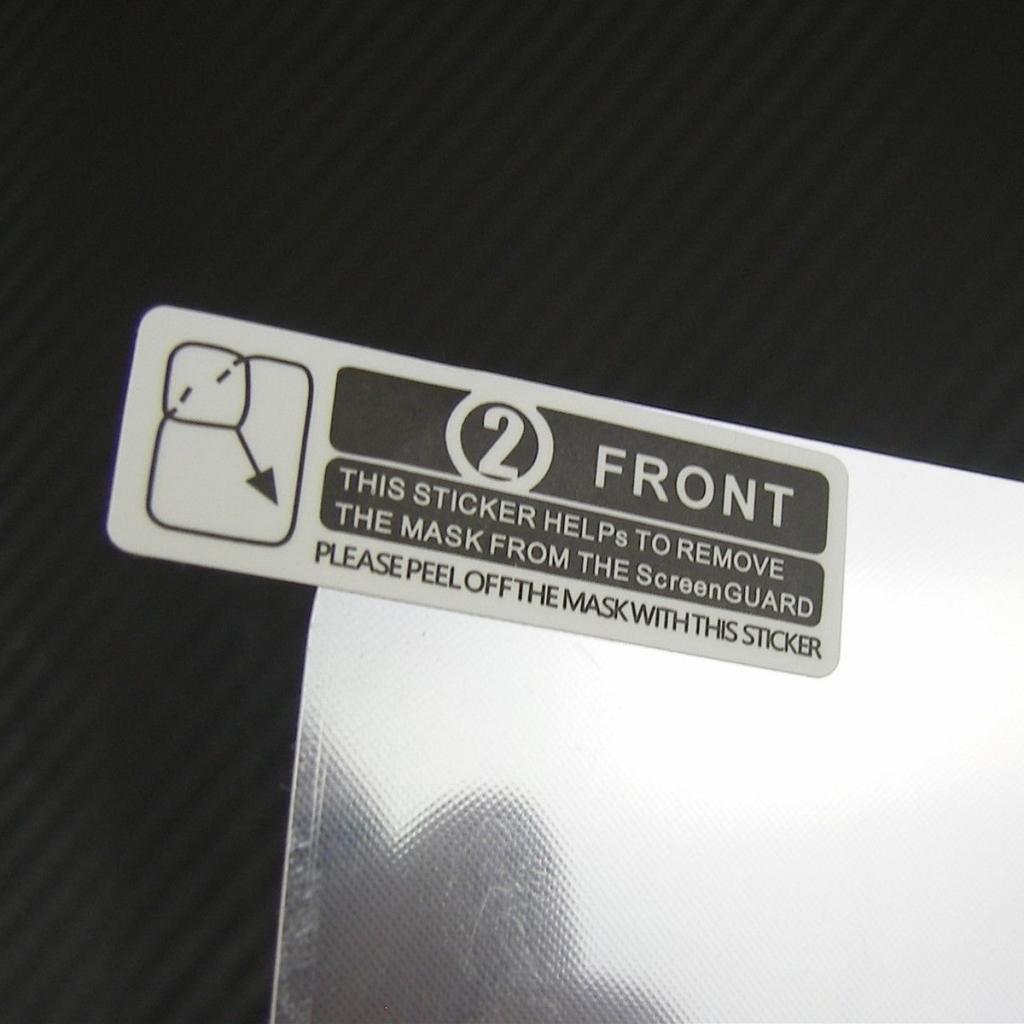 2 FRONT
THIS STICKER HELPs TO REMOVE
THE MASK FROM THE ScreenGUARD
PLEASE PEEL OFF THE MASK WITH THIS STICKER